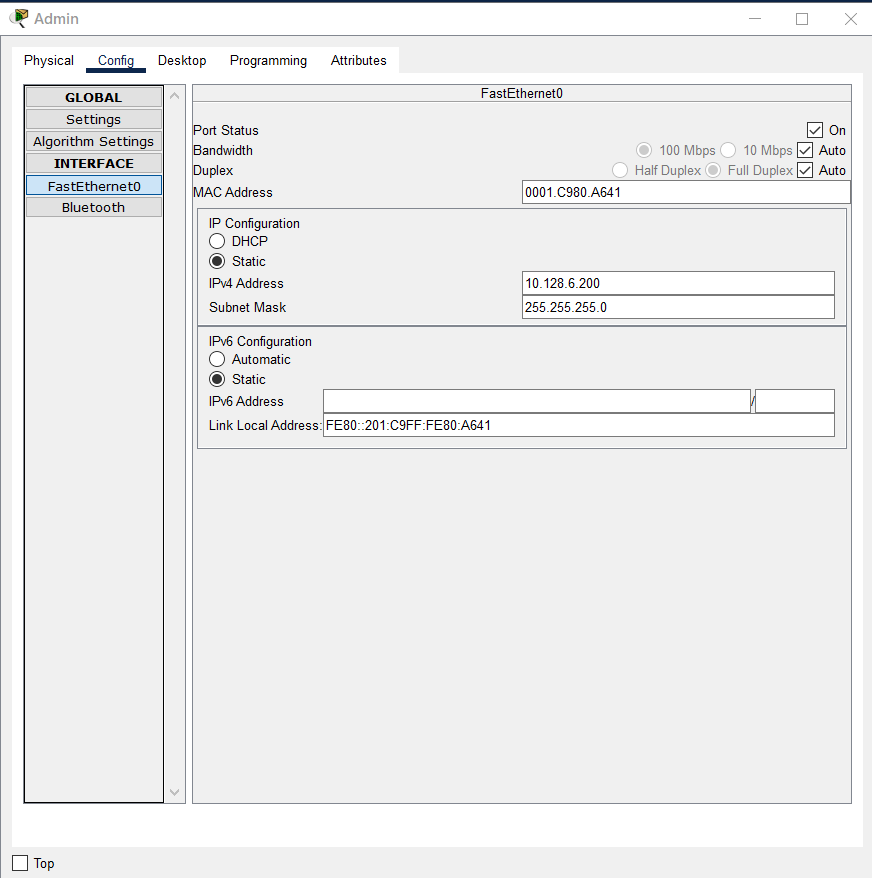 Admin
Physical Config Desktop Programming Attributes
GLOBAL
Settings
Algorithm Settings
INTERFACE
FastEthernet0
Bluetooth
FastEthernet0
Port Status On
Bandwidth 100 Mbps 10 Mbps Auto
Duplex Half Duplex Full Duplex Auto
MAC Address 0001.C980.A641
IP Configuration
DHCP
Static
IPv4 Address 10.128.6.200
Subnet Mask 255.255.255.0
IPv6 Configuration
Automatic
Static
IPv6 Address /
Link Local Address: FE80::201:C9FF:FE80:A641
Top